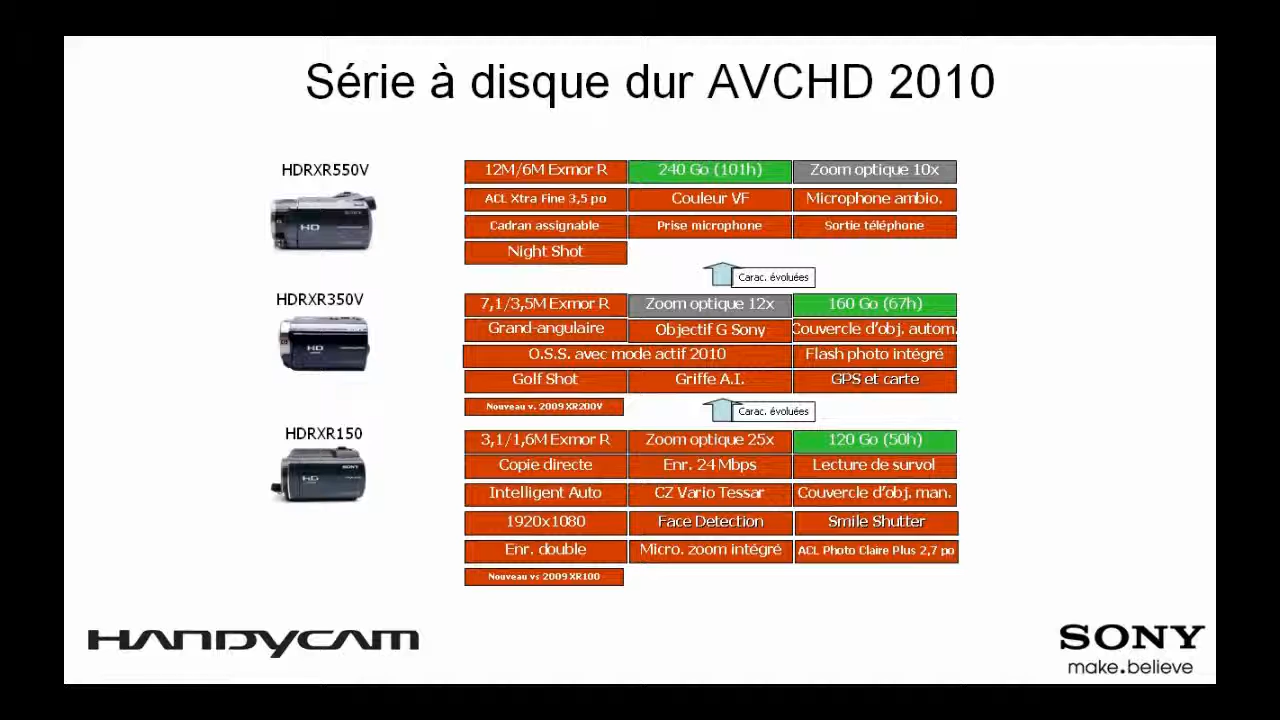 Série à disque dur AVCHD 2010
HDRXR550V
12M/6M Exmor R
240 Go (101h)
Zoom optique 10x
ACL Xtra Fine 3,5 po
Couleur VF
Microphone ambio.
Cadran assignable
Prise microphone
Sortie téléphone
Night Shot
Carac. évoluées
HDRXR350V
7,1/3,5M Exmor R
Zoom optique 12x
160 Go (67h)
Grand-angulaire
Objectif G Sony
Couvercle d'obj. autom.
O.S.S. avec mode actif 2010
Flash photo intégré
Golf Shot
Griffe A.I.
GPS et carte
Nouveau v. 2009 XR200V
Carac. évoluées
HDRXR150
3,1/1,6M Exmor R
Zoom optique 25x
120 Go (50h)
Copie directe
Enr. 24 Mbps
Lecture de survol
Intelligent Auto
CZ Vario Tessar
Couvercle d'obj. man.
1920x1080
Face Detection
Smile Shutter
Enr. double
Micro. zoom intégré
ACL Photo Claire Plus 2,7 po
Nouveau vs 2009 XR100
HANDYCAM
SONY
make.believe